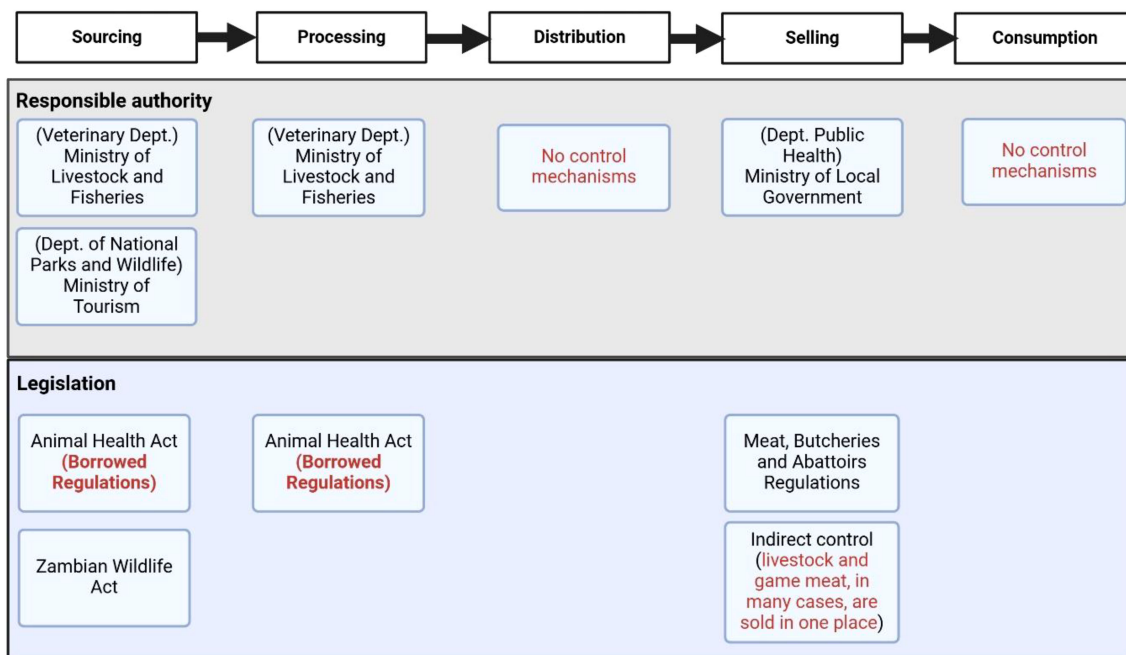 Sourcing
Processing
Distribution
Selling
Consumption
Responsible authority
(Veterinary Dept.)
Ministry of
Livestock and
Fisheries
(Veterinary Dept.)
Ministry of
Livestock and
Fisheries
No control
mechanisms
(Dept. Public
Health)
Ministry of Local
Government
No control
mechanisms
(Dept. of National
Parks and Wildlife)
Ministry of
Tourism
Legislation
Animal Health Act
(Borrowed
Regulations)
Animal Health Act
(Borrowed
Regulations)
Meat, Butcheries
and Abattoirs
Regulations
Zambian Wildlife
Act
Indirect control
(livestock and
game meat, in
many cases, are
sold in one place)